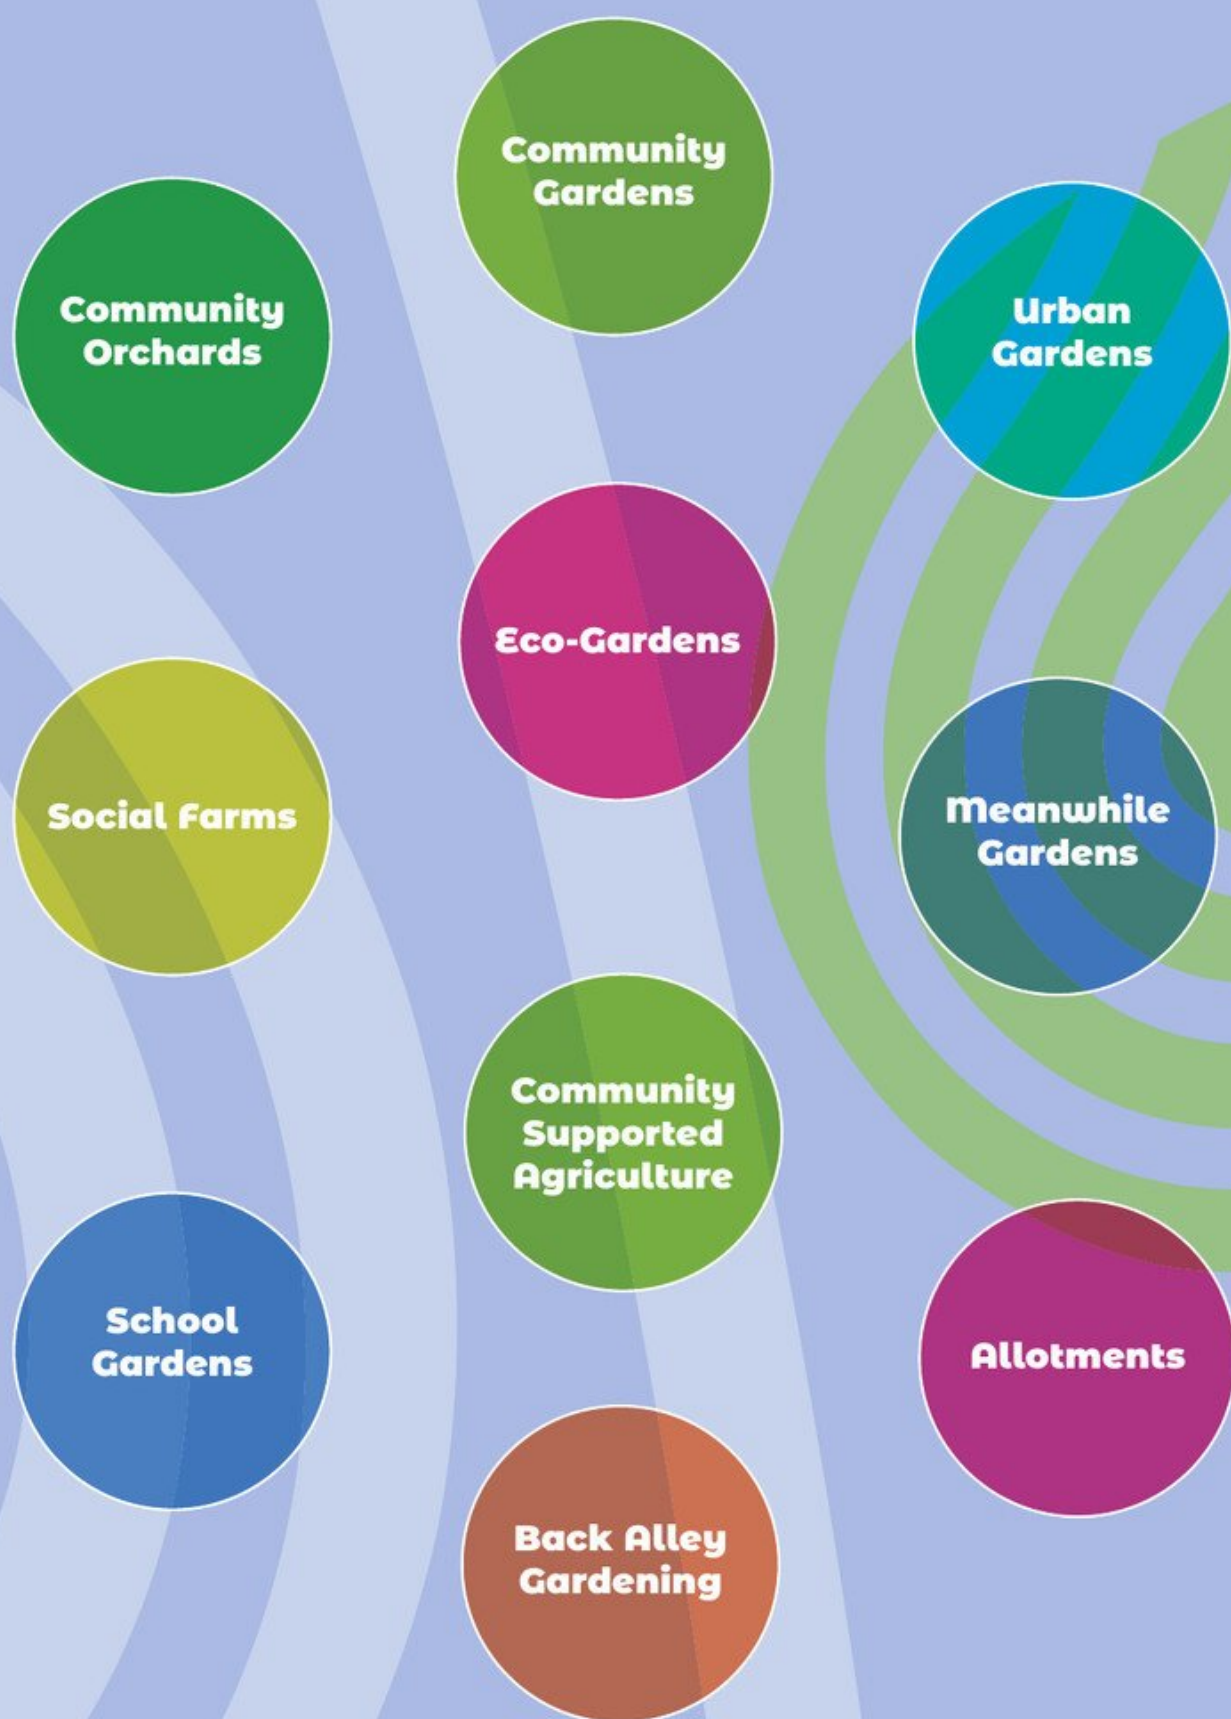 Community
Gardens
Community
Orchards
Urban
Gardens
Eco-Gardens
Social Farms
Meanwhile
Gardens
Community
Supported
Agriculture
School
Gardens
Allotments
Back Alley
Gardening